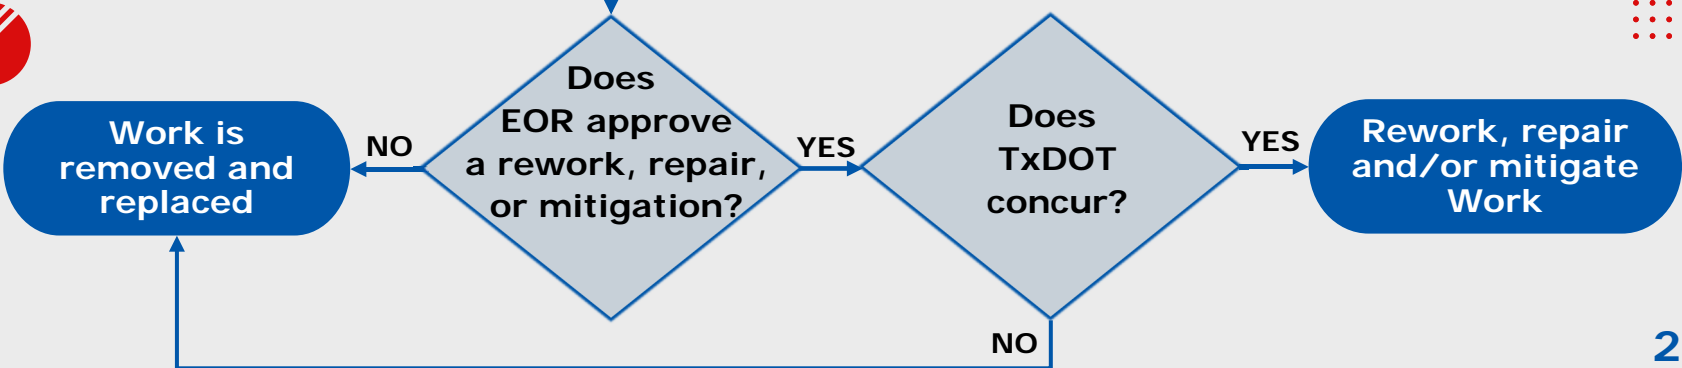 Work is
removed and
replaced
NO
Does
EOR approve
a rework, repair,
or mitigation?
YES
Does
TxDOT
concur?
YES
Rework, repair
and/or mitigate
Work
NO
2